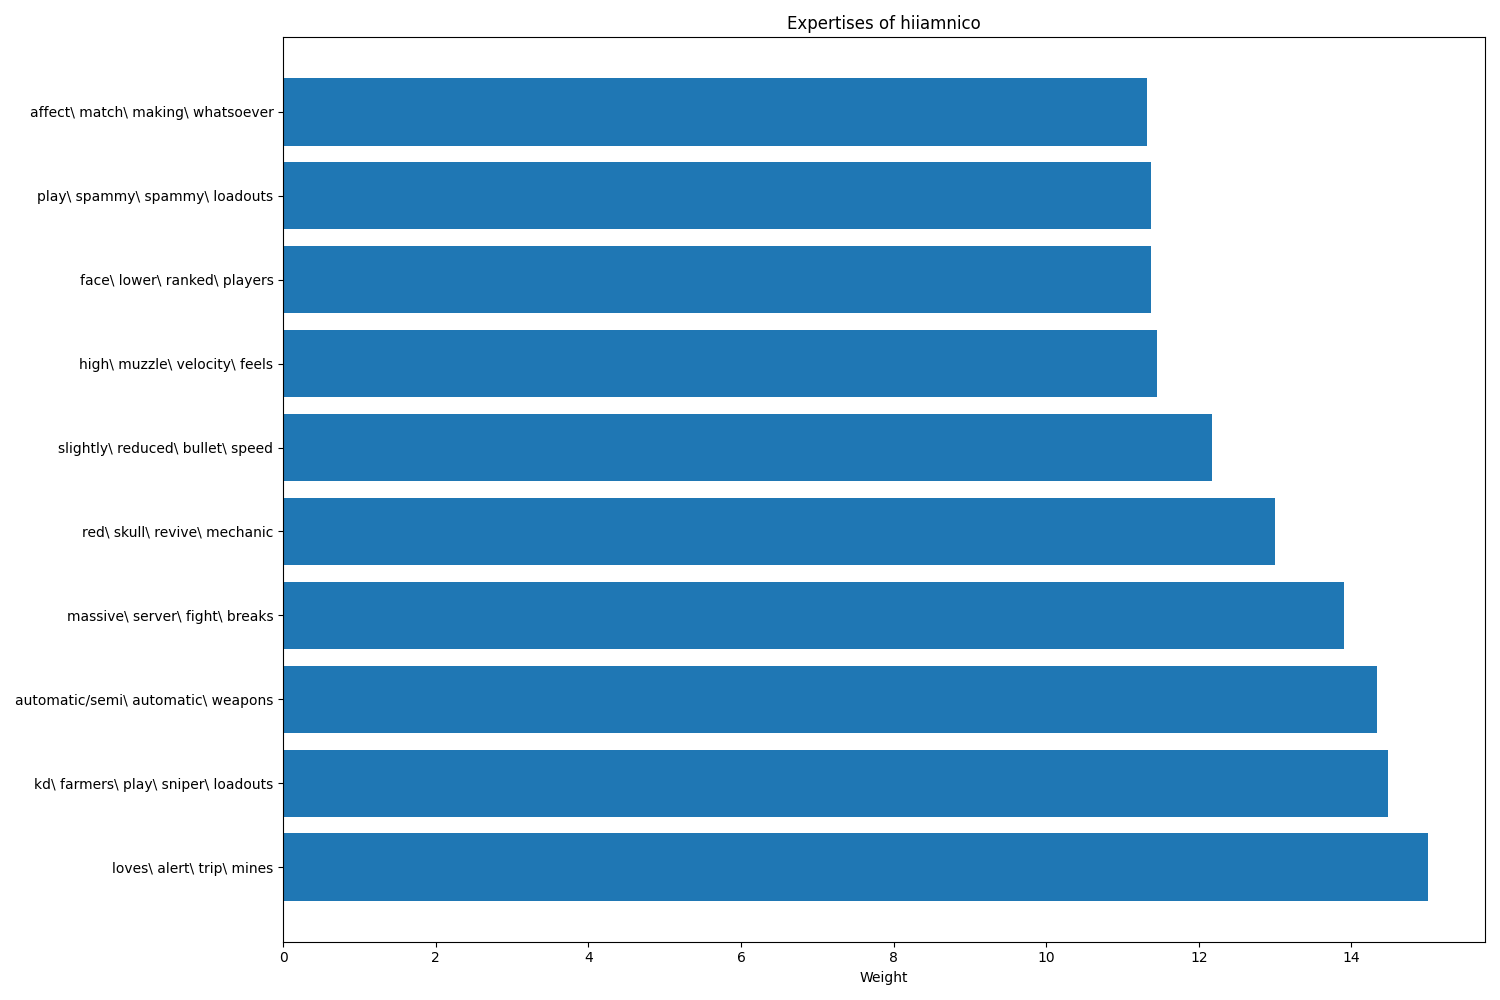 Expertises of hiiamnico
affect\ match\ making\ whatsoever
play\ spammy\ spammy\ loadouts
face\ lower\ ranked\ players
high\ muzzle\ velocity\ feels
slightly\ reduced\ bullet\ speed
red\ skull\ revive\ mechanic
massive\ server\ fight\ breaks
automatic/semi\ automatic\ weapons
kd\ farmers\ play\ sniper\ loadouts
loves\ alert\ trip\ mines
0 2 4 6 8 10 12 14
Weight